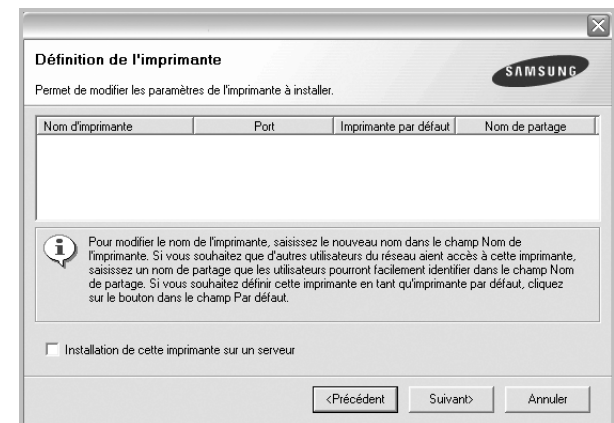 Définition de l'imprimante
SAMSUNG
Permet de modifier les paramètres de l'imprimante à installer.
Nom d'imprimante Port Imprimante par défaut Nom de partage
Pour modifier le nom de l'imprimante, saisissez le nouveau nom dans le champ Nom de
l'imprimante. Si vous souhaitez que d'autres utilisateurs du réseau aient accès à cette imprimante,
saisissez un nom de partage que les utilisateurs pourront facilement identifier dans le champ Nom
de partage. Si vous souhaitez définir cette imprimante en tant qu'imprimante par défaut, cliquez
sur le bouton dans le champ Par défaut.
Installation de cette imprimante sur un serveur
<Précédent Suivant> Annuler